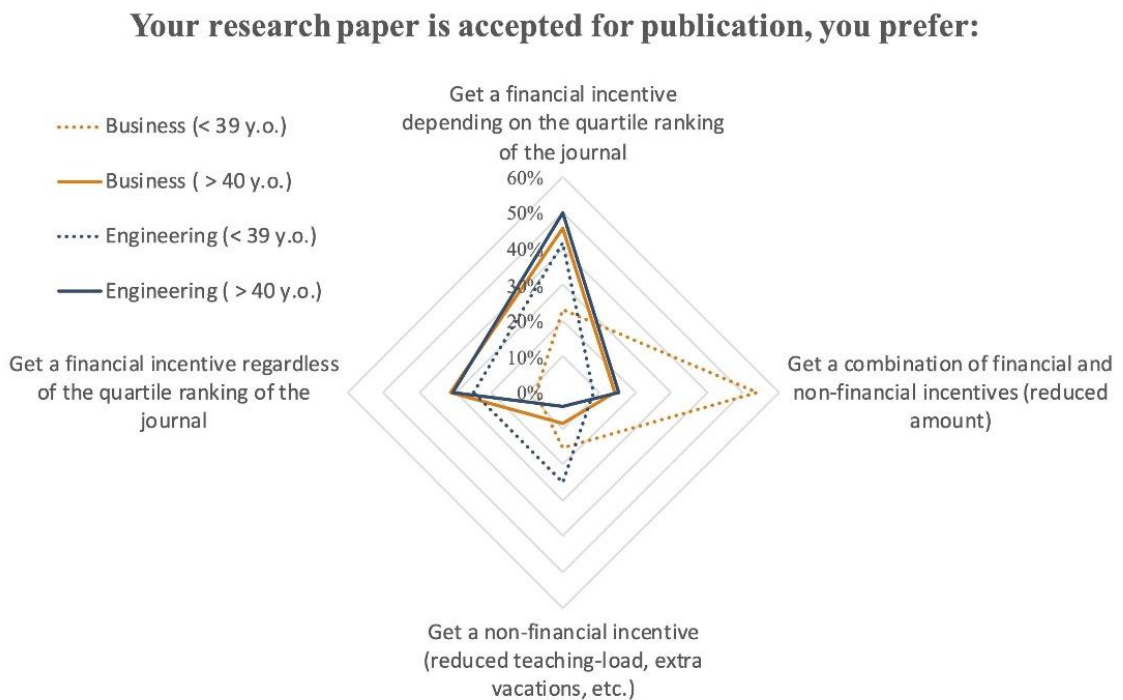 Your research paper is accepted for publication, you prefer:
Get a financial incentive
depending on the quartile ranking
of the journal
Business (< 39 y.o.)
Business ( > 40 y.o.)
Engineering (< 39 y.o.)
Engineering ( > 40 y.o.)
60%
50%
40%
30%
20%
10%
0%
Get a financial incentive regardless
of the quartile ranking of the
journal
Get a combination of financial and
non-financial incentives (reduced
amount)
Get a non-financial incentive
(reduced teaching-load, extra
vacations, etc.)